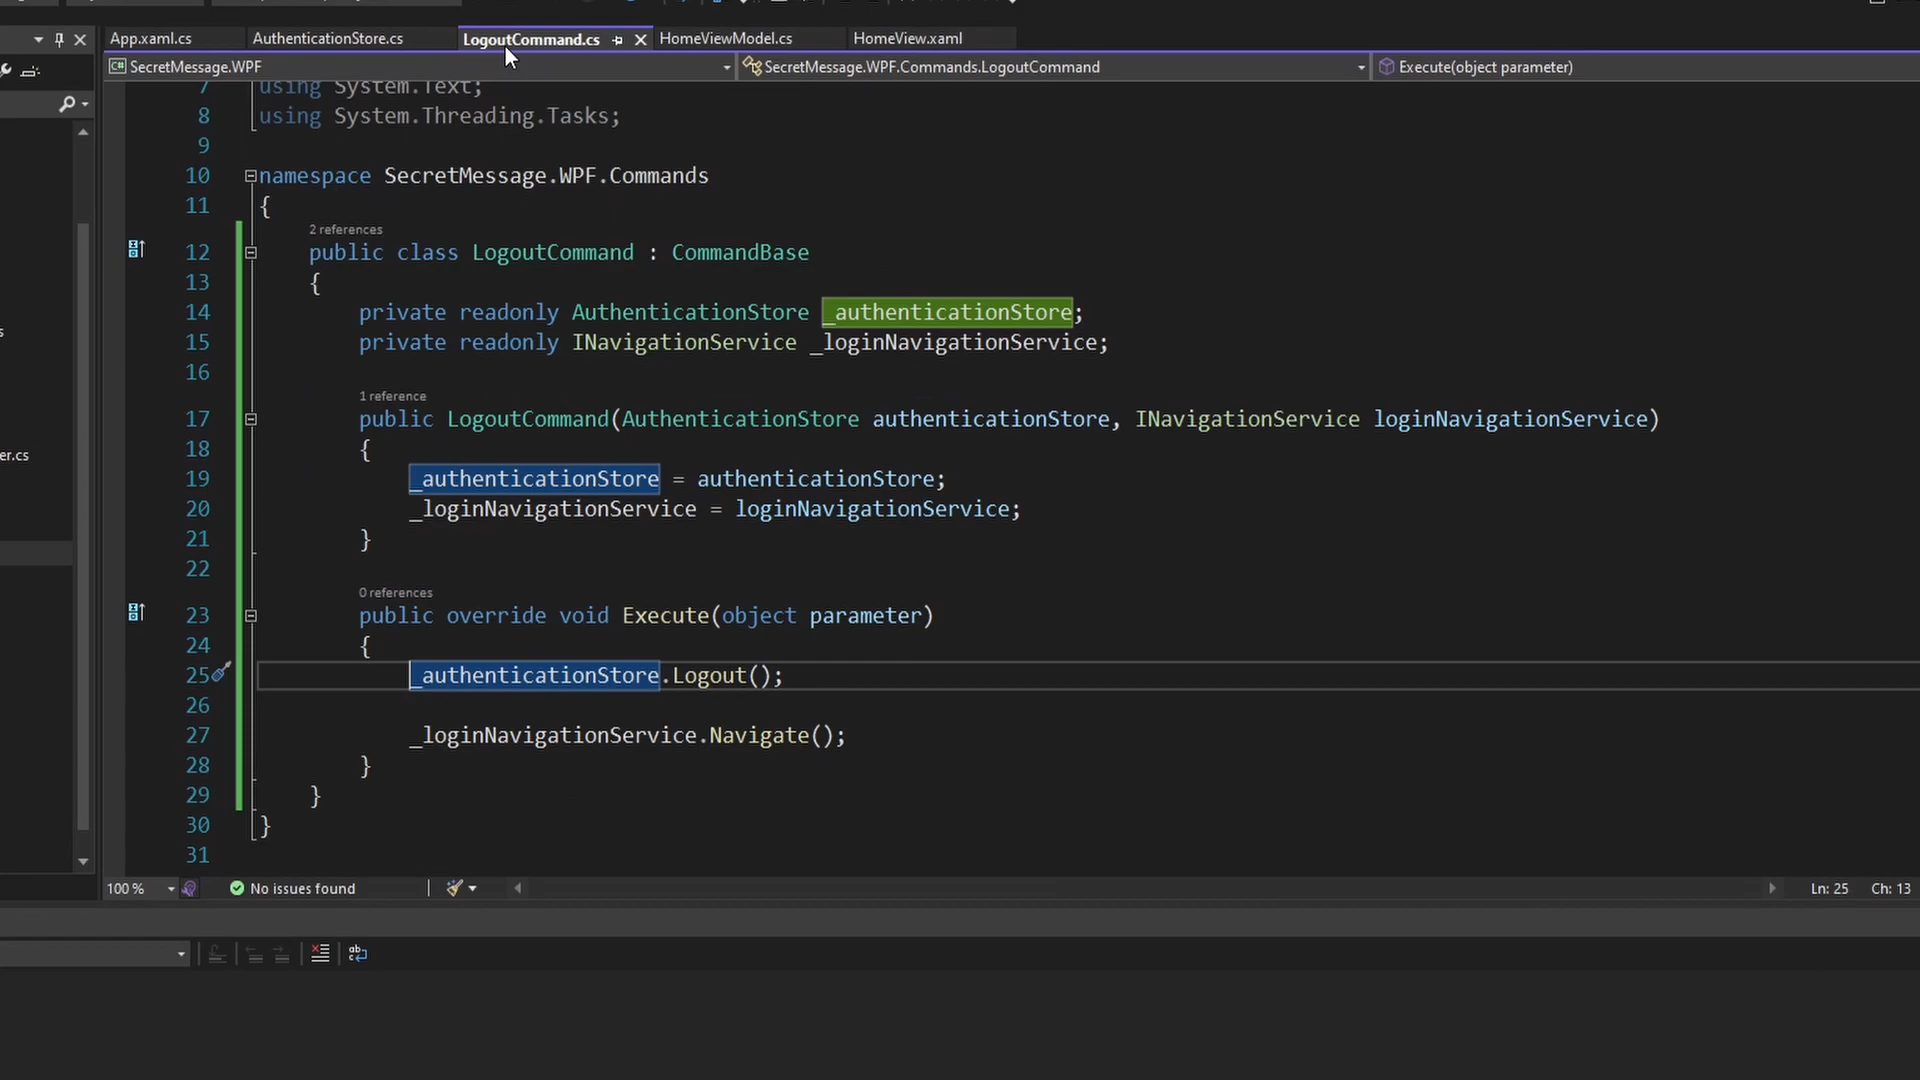 App.xaml.cs AuthenticationStore.cs LogoutCommand.cs HomeViewModel.cs HomeView.xaml
SecretMessage.WPF SecretMessage.WPF.Commands.LogoutCommand Execute(object parameter)
7 using System.Text;
8 using System.Threading.Tasks;
9
10 namespace SecretMessage.WPF.Commands
11 {
2 references
12 public class LogoutCommand : CommandBase
13 {
14 private readonly AuthenticationStore _authenticationStore;
15 private readonly INavigationService _loginNavigationService;
16
1 reference
17 public LogoutCommand(AuthenticationStore authenticationStore, INavigationService loginNavigationService)
18 {
19 _authenticationStore = authenticationStore;
20 _loginNavigationService = loginNavigationService;
er.cs
21 }
22
0 references
23 public override void Execute(object parameter)
24 {
25 _authenticationStore.Logout();
26
27 _loginNavigationService.Navigate();
28 }
29 }
30 }
31
100 % No issues found Ln: 25 Ch: 13